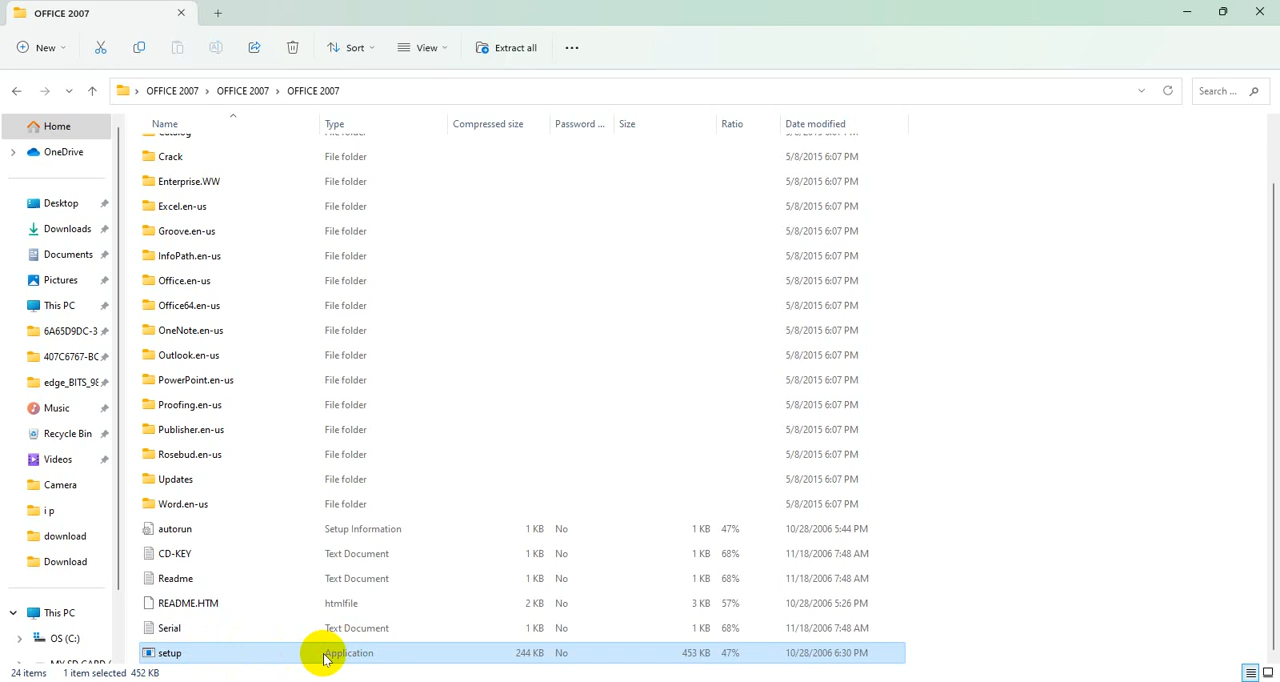 OFFICE 2007
New
Sort
View
Extract all
OFFICE 2007 › OFFICE 2007 › OFFICE 2007
Search ...
Home
OneDrive
Desktop
Downloads
Documents
Pictures
This PC
6A65D9DC-3
407C6767-BC
edge_BITS_98
Music
Recycle Bin
Videos
Camera
i p
download
Download
This PC
OS (C:)
Name Type Compressed size Password ... Size Ratio Date modified
Crack File folder 5/8/2015 6:07 PM
Enterprise.WW File folder 5/8/2015 6:07 PM
Excel.en-us File folder 5/8/2015 6:07 PM
Groove.en-us File folder 5/8/2015 6:07 PM
InfoPath.en-us File folder 5/8/2015 6:07 PM
Office.en-us File folder 5/8/2015 6:07 PM
Office64.en-us File folder 5/8/2015 6:07 PM
OneNote.en-us File folder 5/8/2015 6:07 PM
Outlook.en-us File folder 5/8/2015 6:07 PM
PowerPoint.en-us File folder 5/8/2015 6:07 PM
Proofing.en-us File folder 5/8/2015 6:07 PM
Publisher.en-us File folder 5/8/2015 6:07 PM
Rosebud.en-us File folder 5/8/2015 6:07 PM
Updates File folder 5/8/2015 6:07 PM
Word.en-us File folder 5/8/2015 6:07 PM
autorun Setup Information 1 KB No 1 KB 47% 10/28/2006 5:44 PM
CD-KEY Text Document 1 KB No 1 KB 68% 11/18/2006 7:48 AM
Readme Text Document 1 KB No 1 KB 68% 11/18/2006 7:48 AM
README.HTM htmlfile 2 KB No 3 KB 57% 10/28/2006 5:26 PM
Serial Text Document 1 KB No 1 KB 68% 11/18/2006 7:48 AM
setup Application 244 KB No 453 KB 47% 10/28/2006 6:30 PM
24 items 1 item selected 452 KB